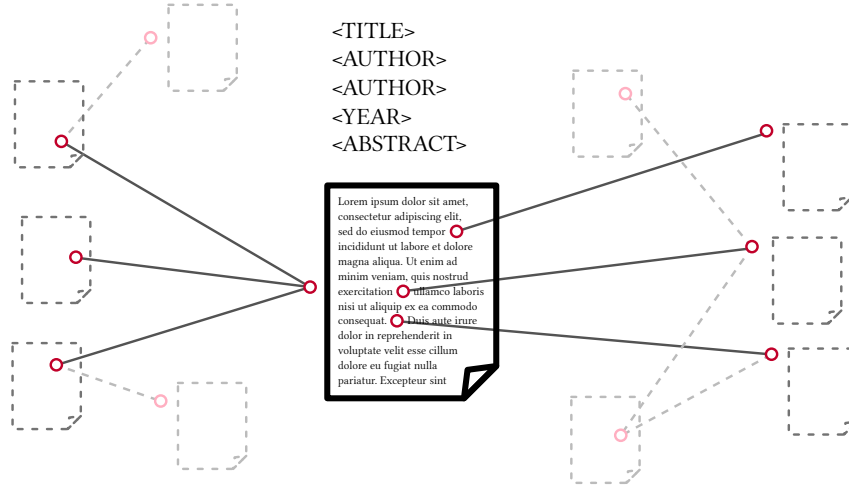 <TITLE>
<AUTHOR>
<AUTHOR>
<YEAR>
<ABSTRACT>
Lorem ipsum dolor sit amet,
consectetur adipiscing elit,
sed do eiusmod tempor
incididunt ut labore et dolore
magna aliqua. Ut enim ad
minim veniam, quis nostrud
exercitation ullamco laboris
nisi ut aliquip ex ea commodo
consequat. Duis aute irure
dolor in reprehenderit in
voluptate velit esse cillum
dolore eu fugiat nulla
pariatur. Excepteur sint